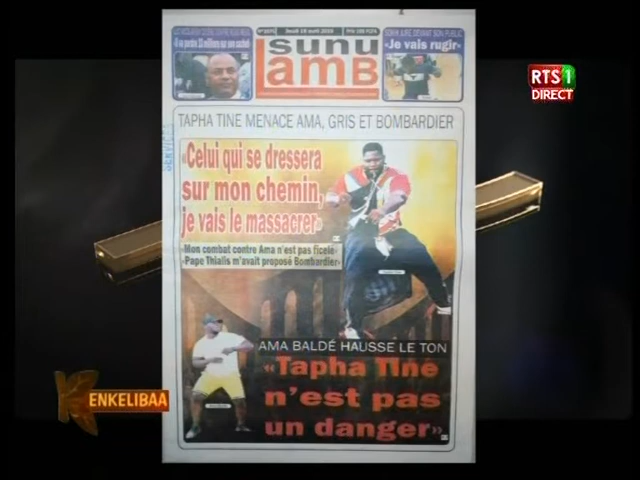 RTS1
DIRECT
sunu
LamB
«Je vais rugir»
TAPHA TINE MENACE AMA, GRIS ET BOMBARDIER
SERVICES
«Celui qui se dressera
sur mon chemin,
je vais le massacrer»
Mon combat contre Ama n'est pas ficelé
«Pape Thialis m'avait proposé Bombardier»
AMA BALDÉ HAUSSE LE TON
«Tapha Tine
n'est pas
un danger»
KENKELIBAA